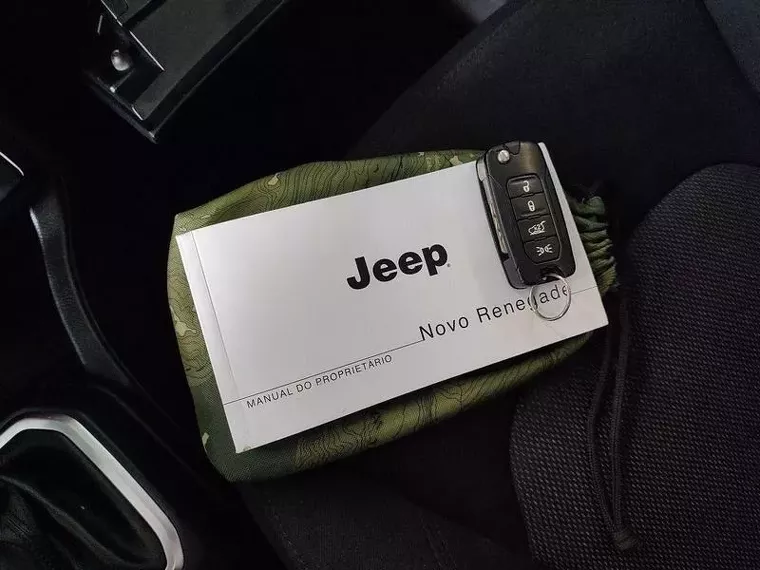 Jeep
Novo Renegade
MANUAL DO PROPRIETÁRIO